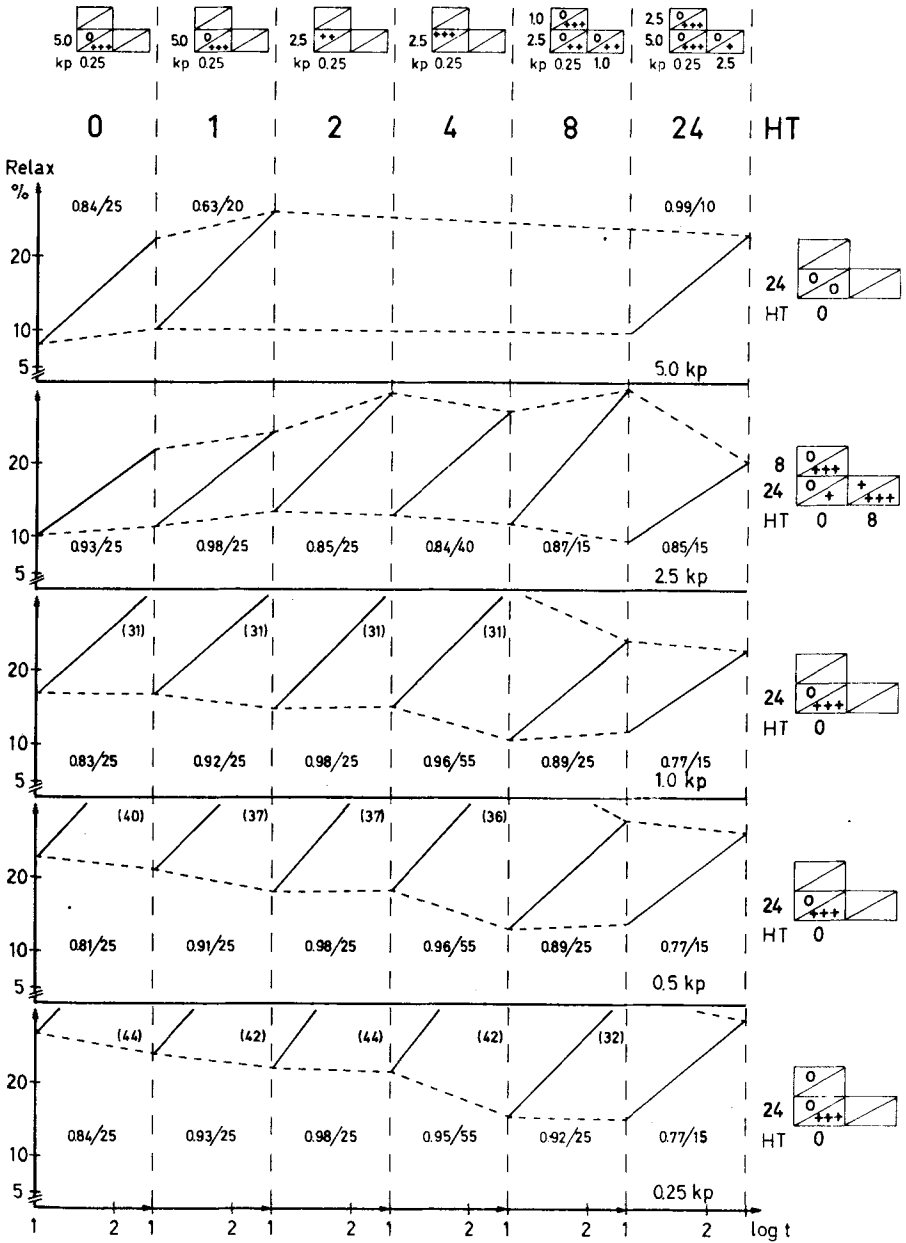 1.0 O +++ 2.5 O +++
5.0 O +++ 5.0 O +++ 2.5 ++ 2.5 +++ 2.5 O ++ O ++ 5.0 O +++ O +
kp 0.25 kp 0.25 kp 0.25 kp 0.25 kp 0.25 1.0 kp 0.25 2.5
0 1 2 4 8 24 HT
Relax
%
0.84/25 0.63/20 0.99/10
20
10
5
5.0 kp
24 O O
HT 0
20
10
5
0.93/25 0.98/25 0.85/25 0.84/40 0.87/15 0.85/15
2.5 kp
8 O +++
24 O + + +++
HT 0 8
(31) (31) (31) (31)
20
10
5
0.83/25 0.92/25 0.98/25 0.96/55 0.89/25 0.77/15
1.0 kp
24 O +++
HT 0
(40) (37) (37) (36)
20
10
5
0.81/25 0.91/25 0.98/25 0.96/55 0.89/25 0.77/15
0.5 kp
24 O +++
HT 0
(44) (42) (44) (42) (32)
20
10
5
0.84/25 0.93/25 0.98/25 0.95/55 0.92/25 0.77/15
0.25 kp
O
24 O +++
HT 0
1 2 1 2 1 2 1 2 1 2 1 2 log t